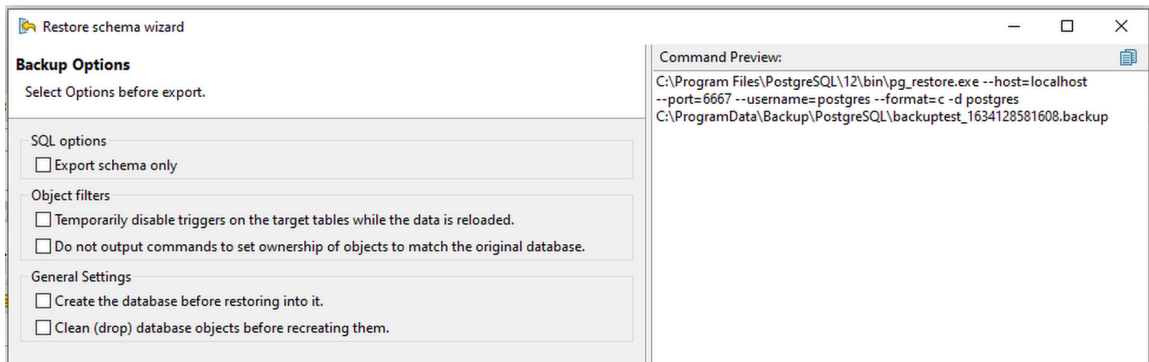 Restore schema wizard
Backup Options
Select Options before export.
SQL options
Export schema only
Object filters
Temporarily disable triggers on the target tables while the data is reloaded.
Do not output commands to set ownership of objects to match the original database.
General Settings
Create the database before restoring into it.
Clean (drop) database objects before recreating them.
Command Preview:
C:\Program Files\PostgreSQL\12\bin\pg_restore.exe --host=localhost
--port=6667 --username=postgres --format=c -d postgres
C:\ProgramData\Backup\PostgreSQL\backuptest_1634128581608.backup